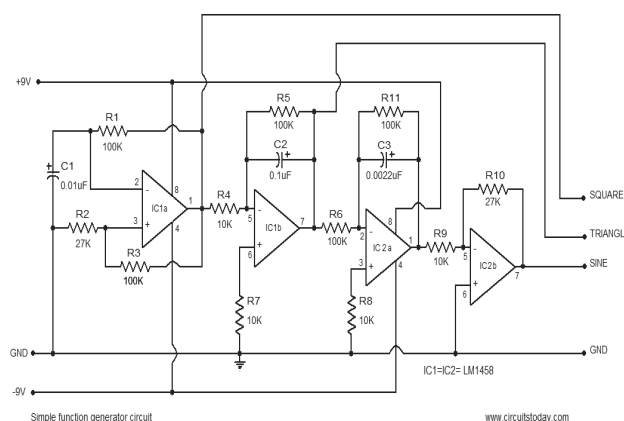 SQUARE
+9V
R1
100K
R5
100K
R11
100K
C1
0.01uF
C2
0.1uF
C3
0.0022uF
R10
27K
2
-
8
IC1a
1
3
+
4
R2
27K
R3
100K
R4
10K
5
-
IC1b
7
6
+
R6
100K
2
-
8
IC 2a
1
3
+
4
R9
10K
5
-
IC2b
7
6
+
TRIANGL
SINE
R7
10K
R8
10K
GND
GND
IC1=IC2= LM1458
-9V
Simple function generator circuit
www.circuitstoday.com